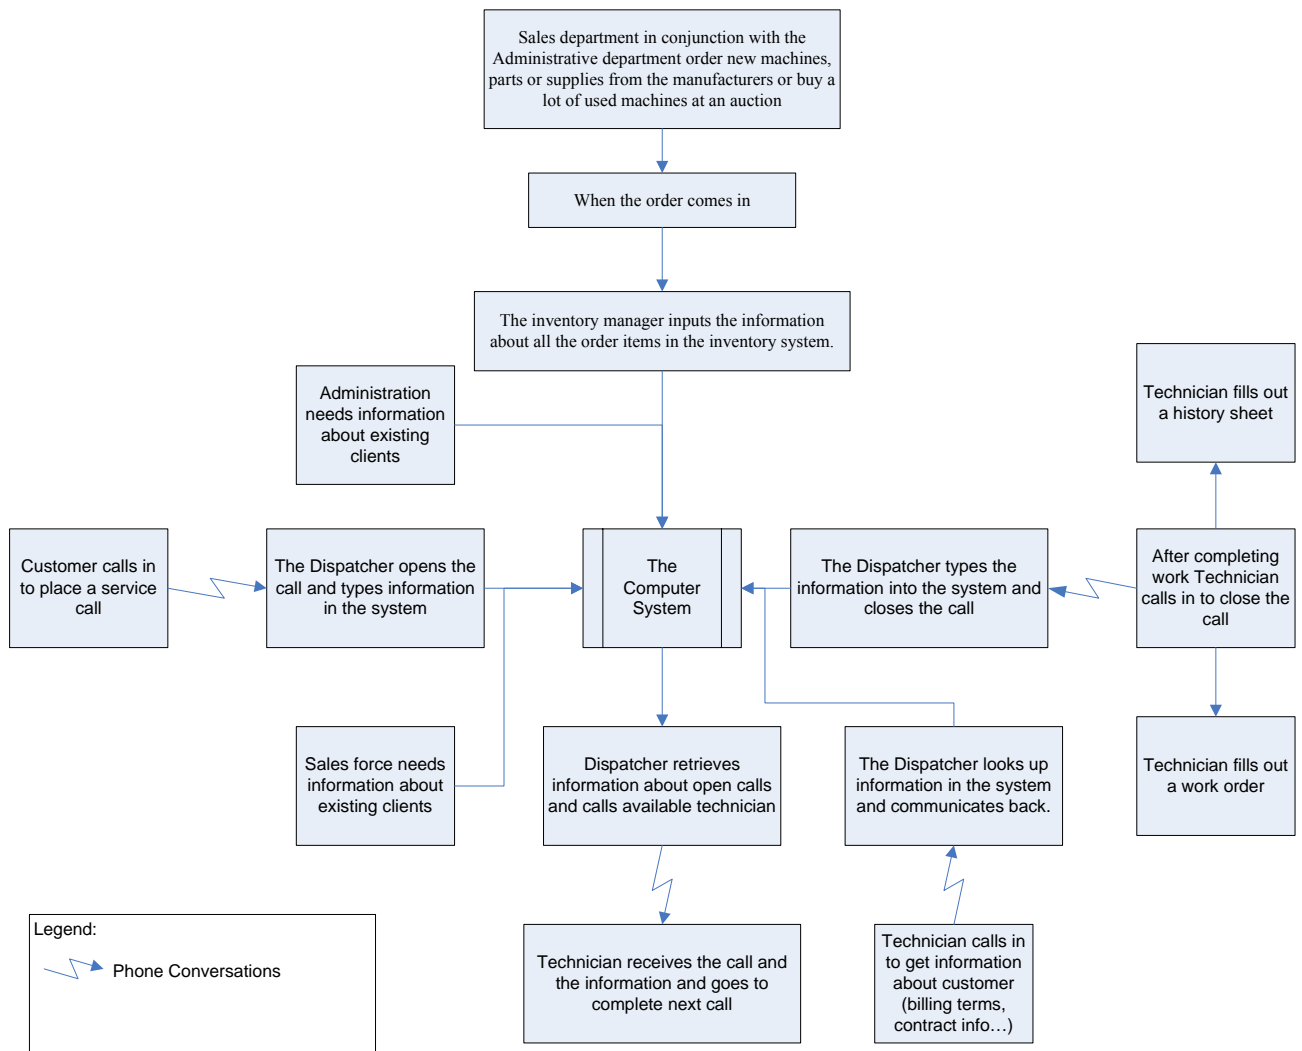 Sales department in conjunction with the
Administrative department order new machines,
parts or supplies from the manufacturers or buy a
lot of used machines at an auction
When the order comes in
The inventory manager inputs the information
about all the order items in the inventory system.
Administration
needs information
about existing
clients
Technician fills out
a history sheet
Customer calls in
to place a service
call
The Dispatcher opens the
call and types information
in the system
The
Computer
System
The Dispatcher types the
information into the system and
closes the call
After completing
work Technician
calls in to close the
call
Sales force needs
information about
existing clients
Dispatcher retrieves
information about open calls
and calls available technician
The Dispatcher looks up
information in the system
and communicates back.
Technician fills out
a work order
Legend:
Phone Conversations
Technician receives the call and
the information and goes to
complete next call
Technician calls in
to get information
about customer
(billing terms,
contract info…)